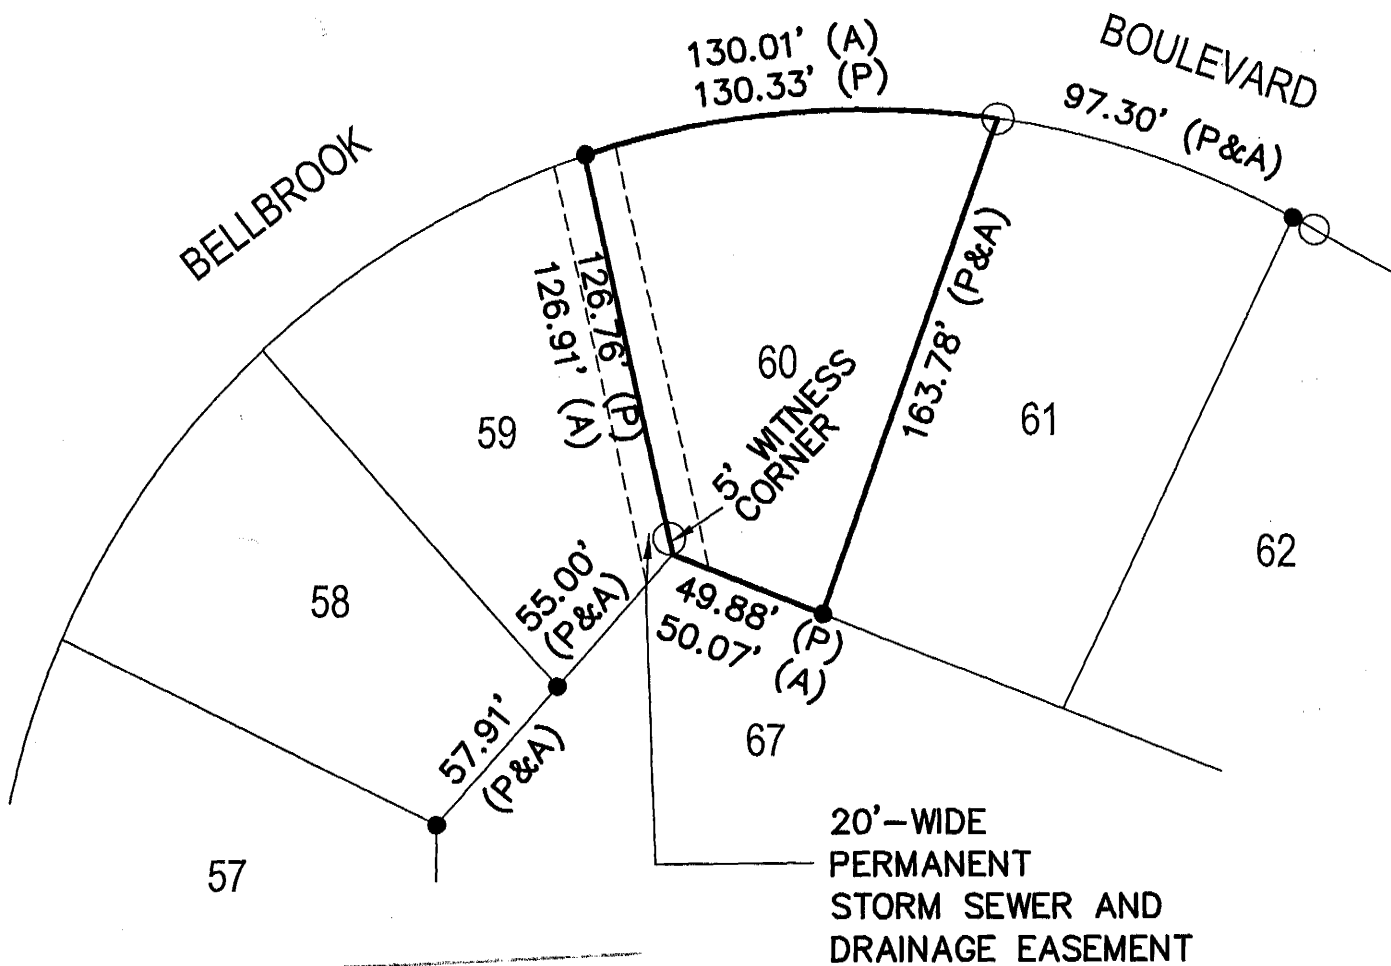 130.01' (A)
130.33' (P)
BOULEVARD
97.30' (P&A)
BELLBROOK
126.76' (P)
126.91' (A)
163.78' (P&A)
60
59
61
5' WITNESS
CORNER
62
58
55.00'
(P&A)
49.88' (P)
50.07' (A)
57.91'
(P&A)
67
57
20'-WIDE
PERMANENT
STORM SEWER AND
DRAINAGE EASEMENT